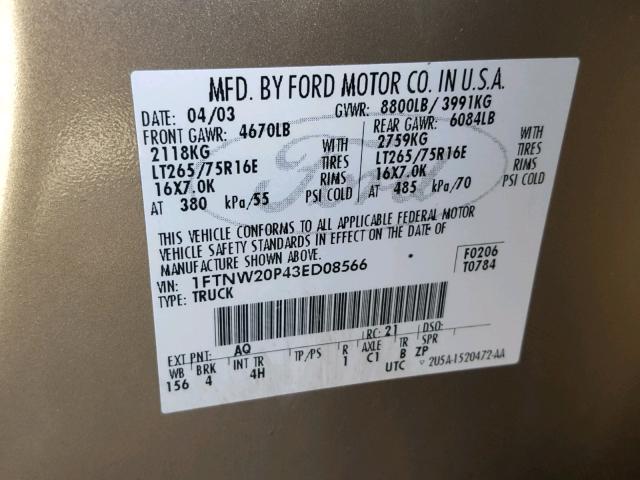 MFD. BY FORD MOTOR CO. IN U.S.A.
DATE: 04/03 GVWR: 8800LB/ 3991KG
FRONT GAWR: 4670LB REAR GAWR: 6084LB
2118KG WITH 2759KG WITH
LT265/75R16E TIRES LT265/75R16E TIRES
16X7.0K RIMS 16X7.0K RIMS
AT 380 kPa/55 PSI COLD AT 485 kPa/70 PSI COLD
Ford
THIS VEHICLE CONFORMS TO ALL APPLICABLE FEDERAL MOTOR
VEHICLE SAFETY STANDARDS IN EFFECT ON THE DATE OF
MANUFACTURE SHOWN ABOVE.
VIN: 1FTNW20P43ED08566 F0206
TYPE: TRUCK T0784
EXT PNT: AQ RC: 21 DSO:
WB BRK INT TR TP/PS R AXLE TR SPR
156 4 4H 1 C1 B ZP
UTC 2U5A-1520472-AA